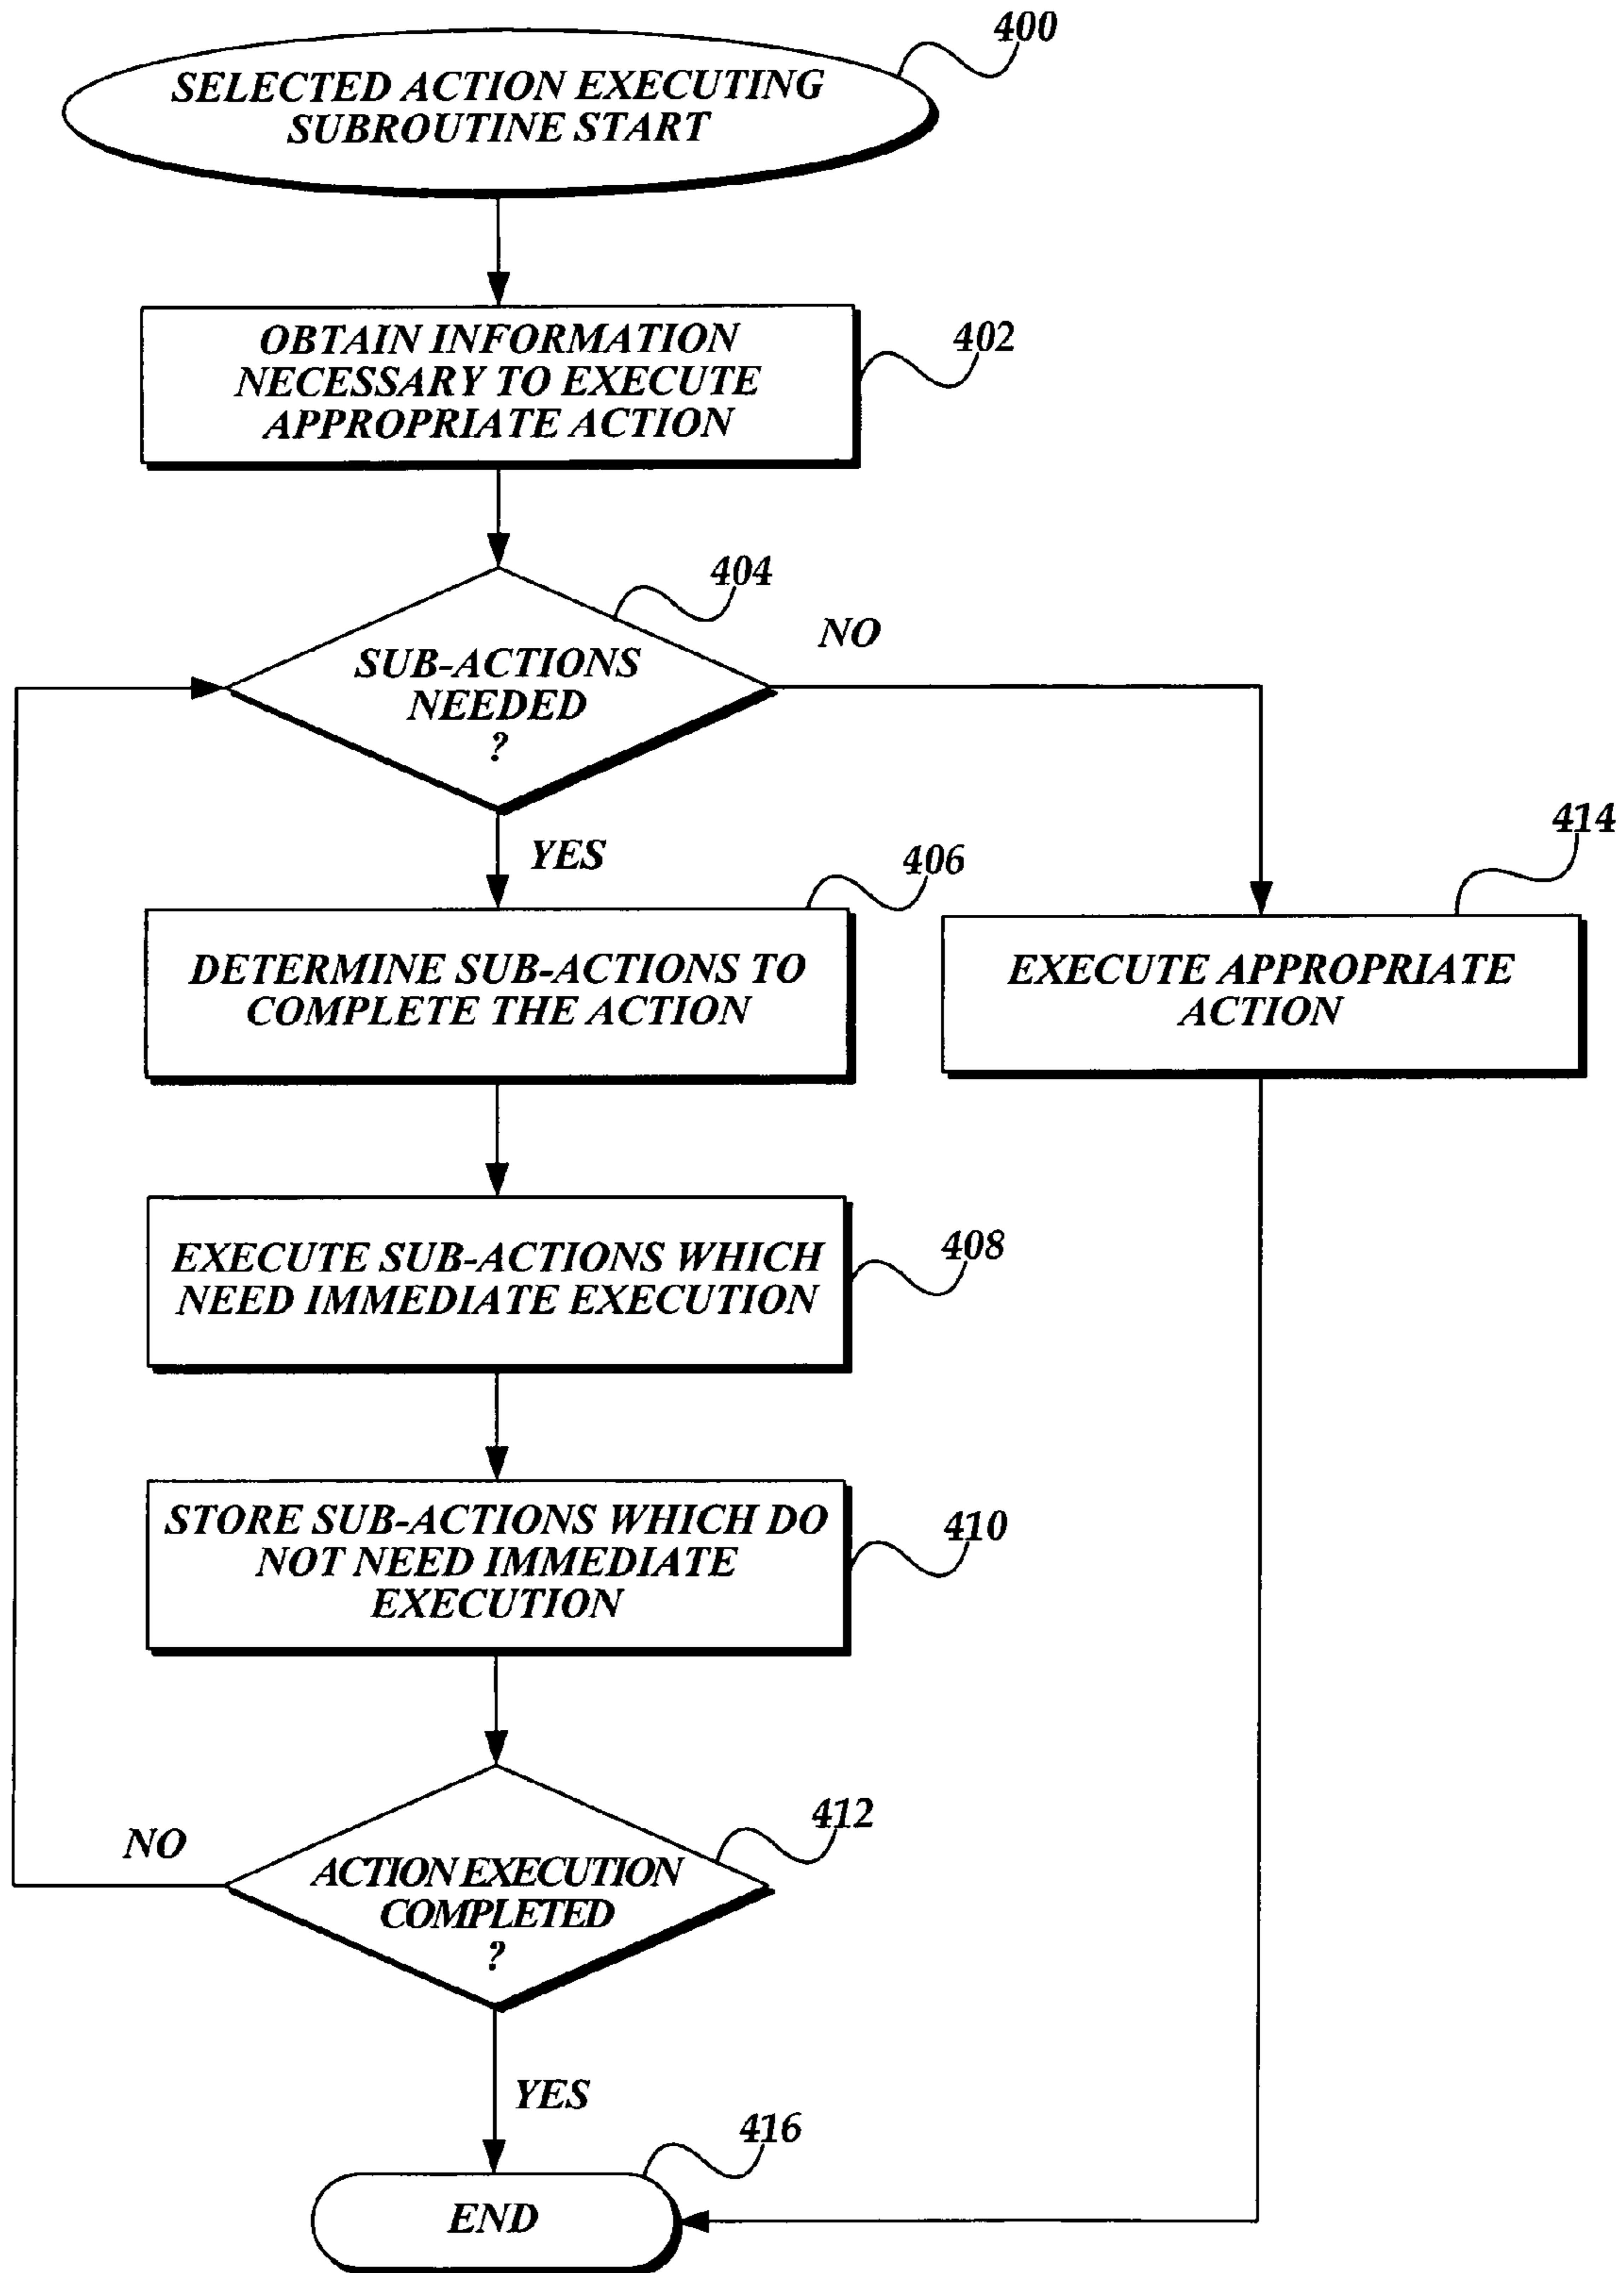 400
SELECTED ACTION EXECUTING
SUBROUTINE START
402
OBTAIN INFORMATION
NECESSARY TO EXECUTE
APPROPRIATE ACTION
404
NO
SUB-ACTIONS
NEEDED
?
YES
406
414
DETERMINE SUB-ACTIONS TO
COMPLETE THE ACTION
EXECUTE APPROPRIATE
ACTION
408
EXECUTE SUB-ACTIONS WHICH
NEED IMMEDIATE EXECUTION
410
STORE SUB-ACTIONS WHICH DO
NOT NEED IMMEDIATE
EXECUTION
412
NO
ACTION EXECUTION
COMPLETED
?
YES
416
END